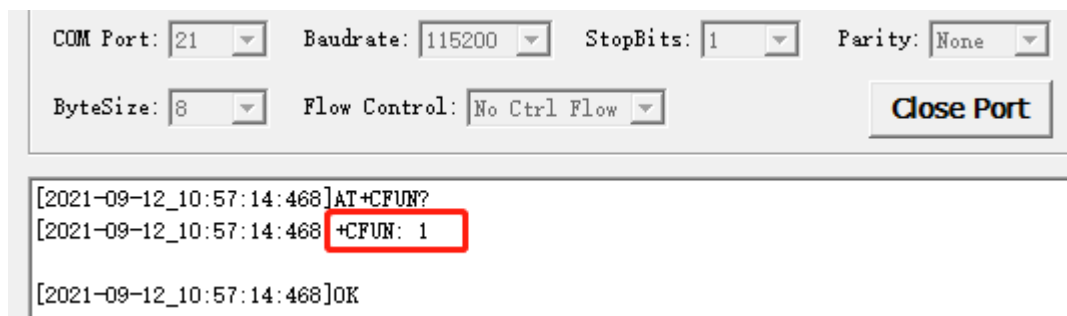 COM Port: 21 Baudrate: 115200 StopBits: 1 Parity: None
ByteSize: 8 Flow Control: No Ctrl Flow Close Port
[2021-09-12_10:57:14:468]AT+CFUN?
[2021-09-12_10:57:14:468 +CFUN: 1
[2021-09-12_10:57:14:468]OK